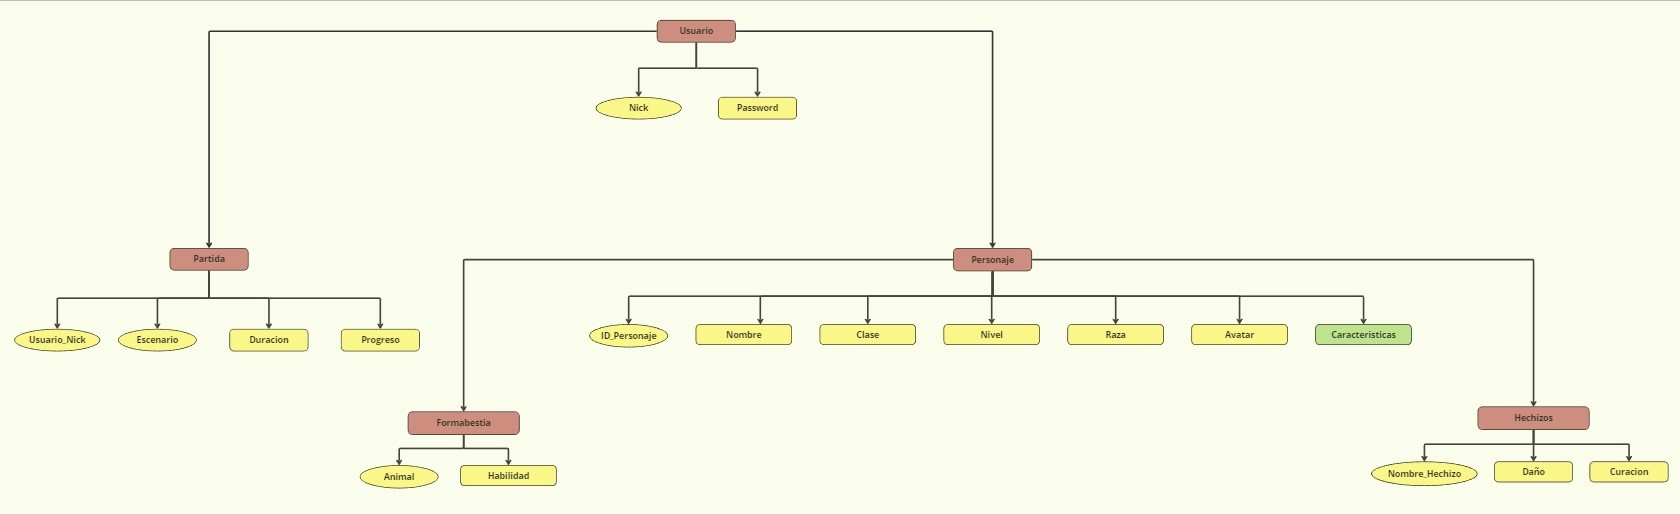 Usuario
Nick
Password
Partida
Personaje
Usuario_Nick
Escenario
Duracion
Progreso
ID_Personaje
Nombre
Clase
Nivel
Raza
Avatar
Caracteristicas
Formabestia
Hechizos
Animal
Habilidad
Nombre_Hechizo
Daño
Curacion